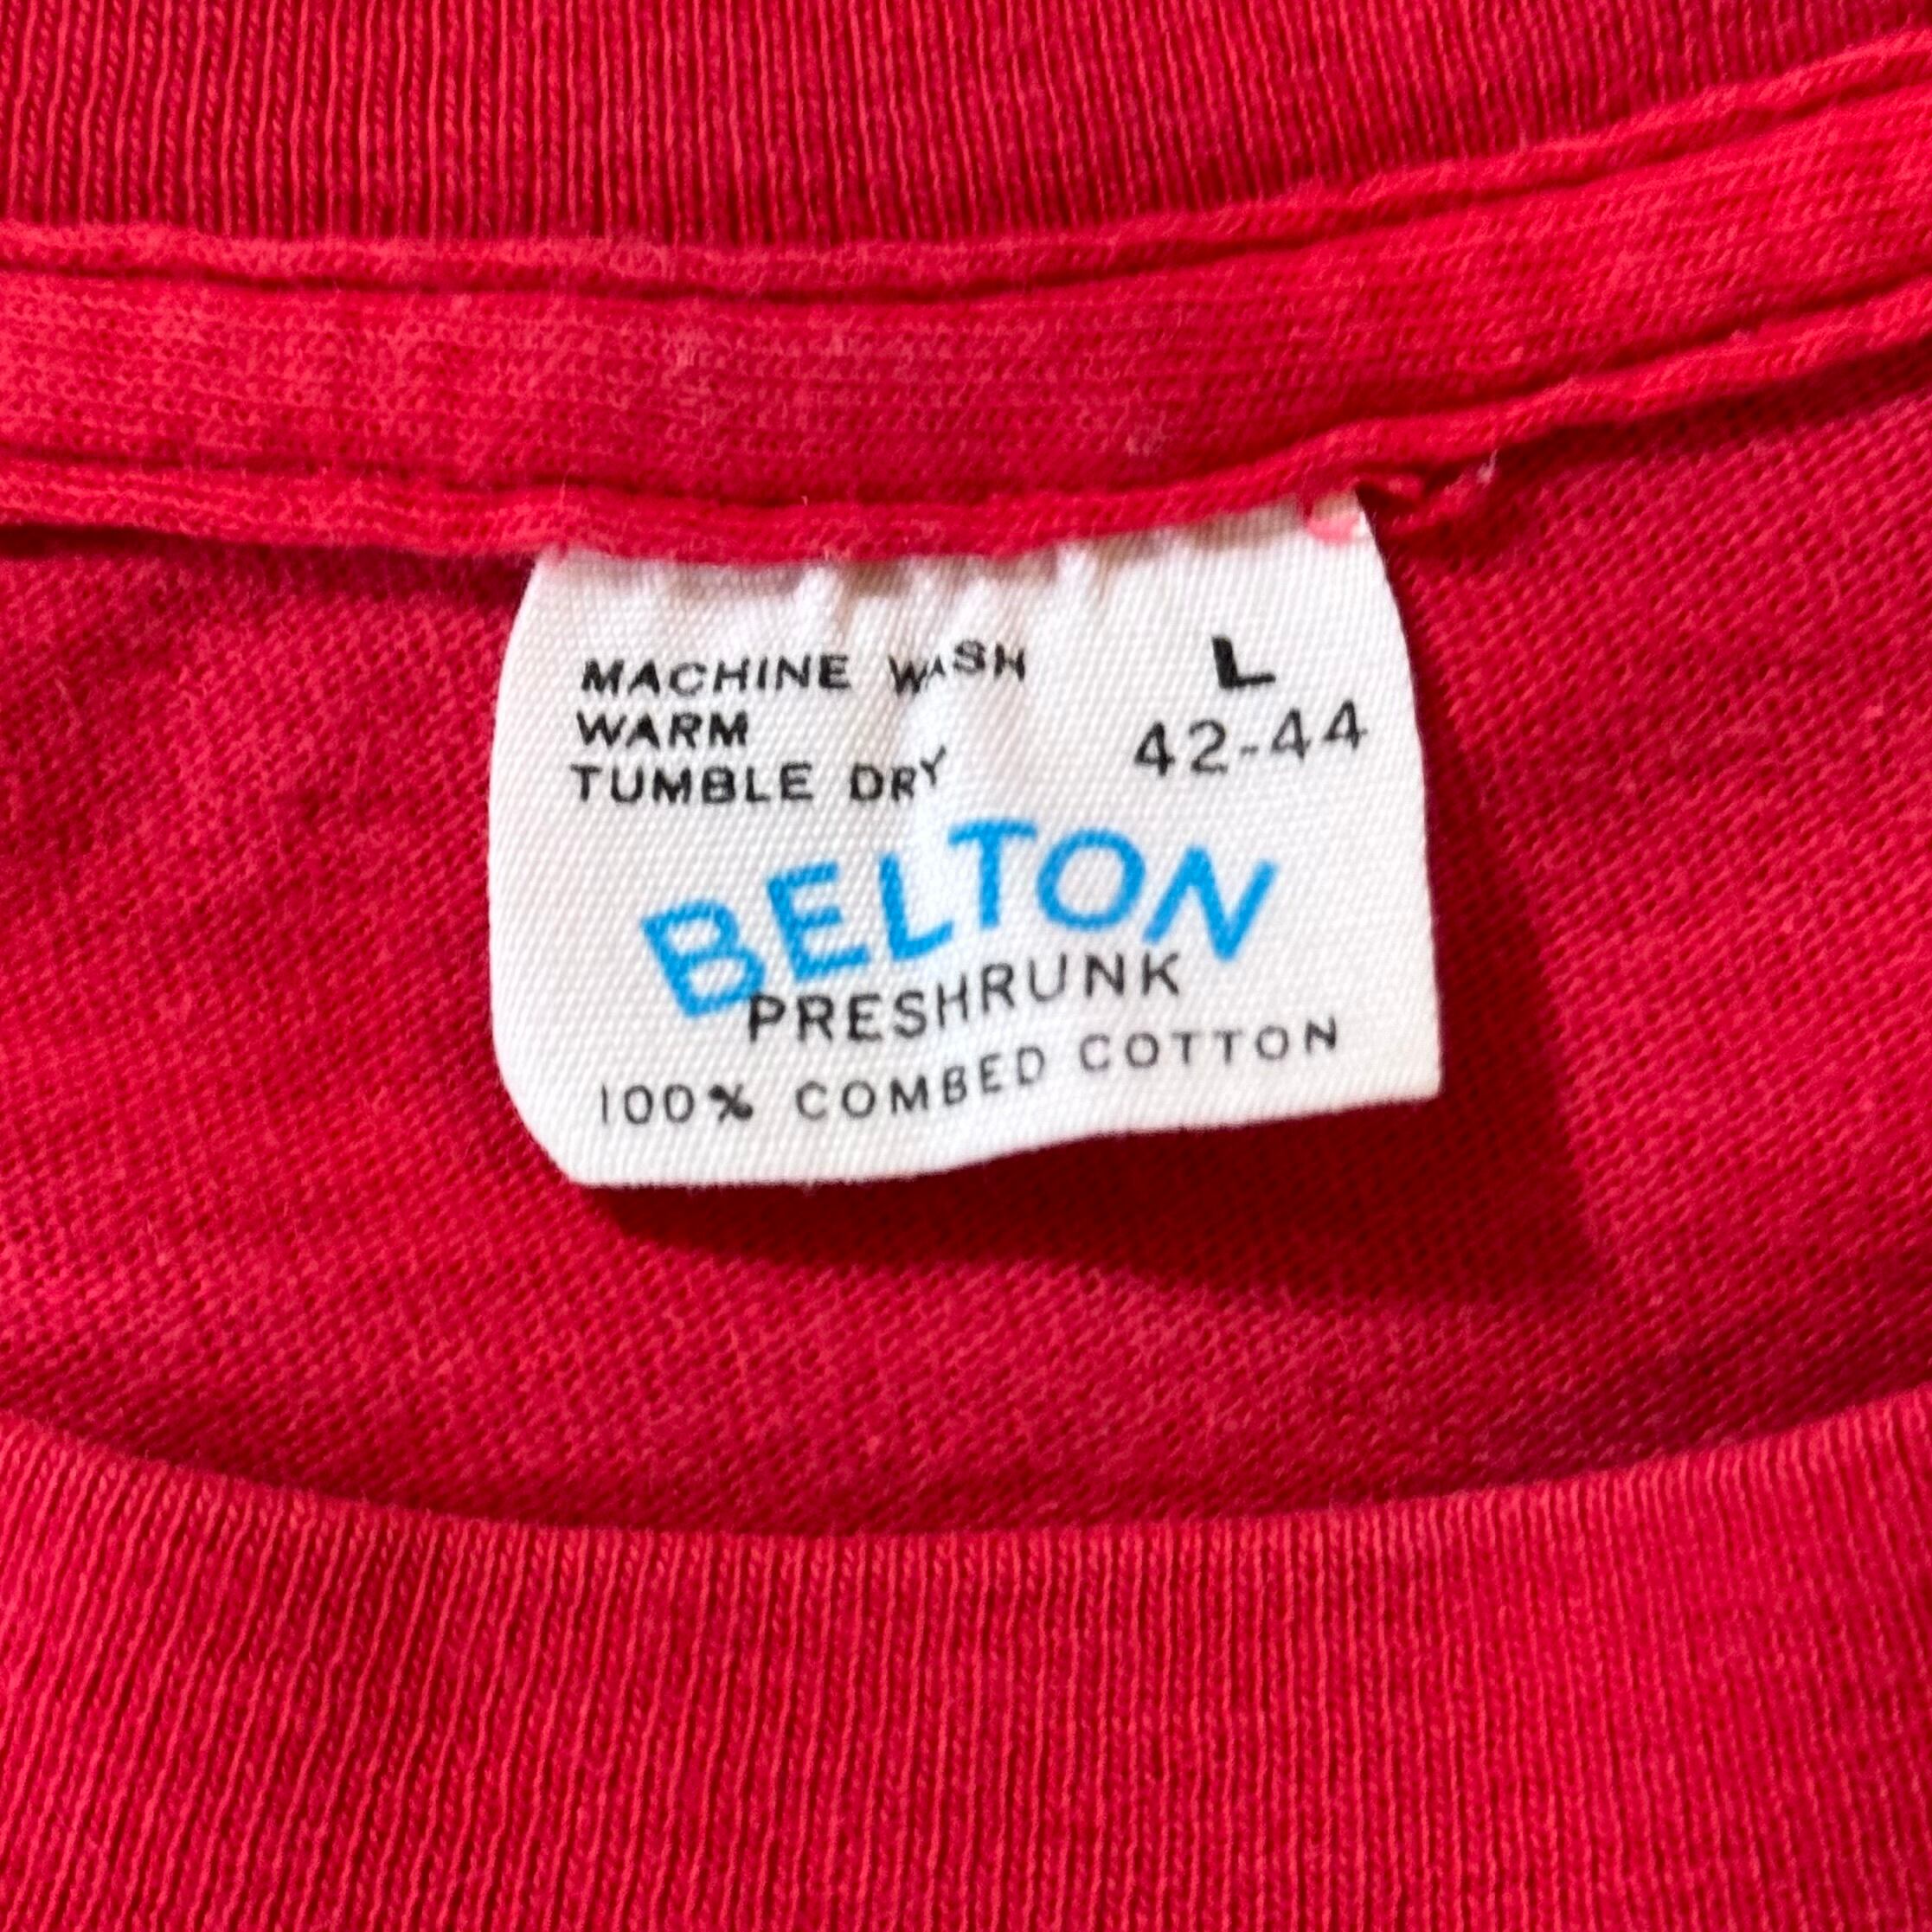 MACHINE WASH
WARM
TUMBLE DRY
L
42-44
BELTON
PRESHRUNK
100% COMBED COTTON